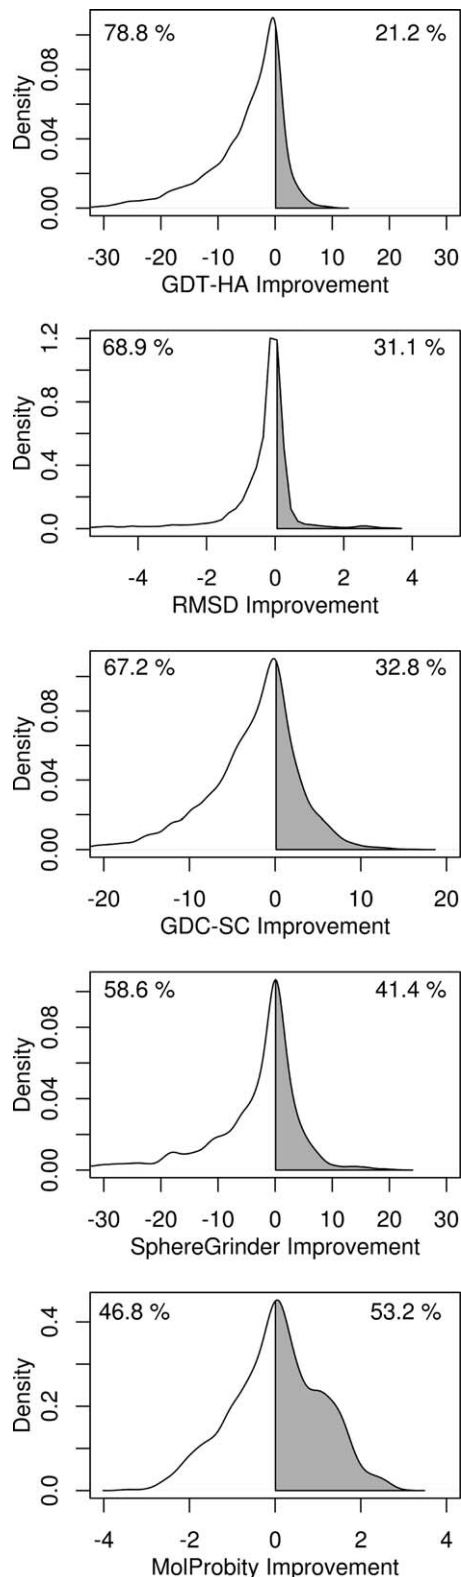 78.8 % 21.2 %
Density
0.00 0.04 0.08
-30 -20 -10 0 10 20 30
GDT-HA Improvement
68.9 % 31.1 %
Density
0.0 0.4 0.8 1.2
-4 -2 0 2 4
RMSD Improvement
67.2 % 32.8 %
Density
0.00 0.04 0.08
-20 -10 0 10 20
GDC-SC Improvement
58.6 % 41.4 %
Density
0.00 0.04 0.08
-30 -20 -10 0 10 20 30
SphereGrinder Improvement
46.8 % 53.2 %
Density
0.0 0.2 0.4
-4 -2 0 2 4
MolProbity Improvement